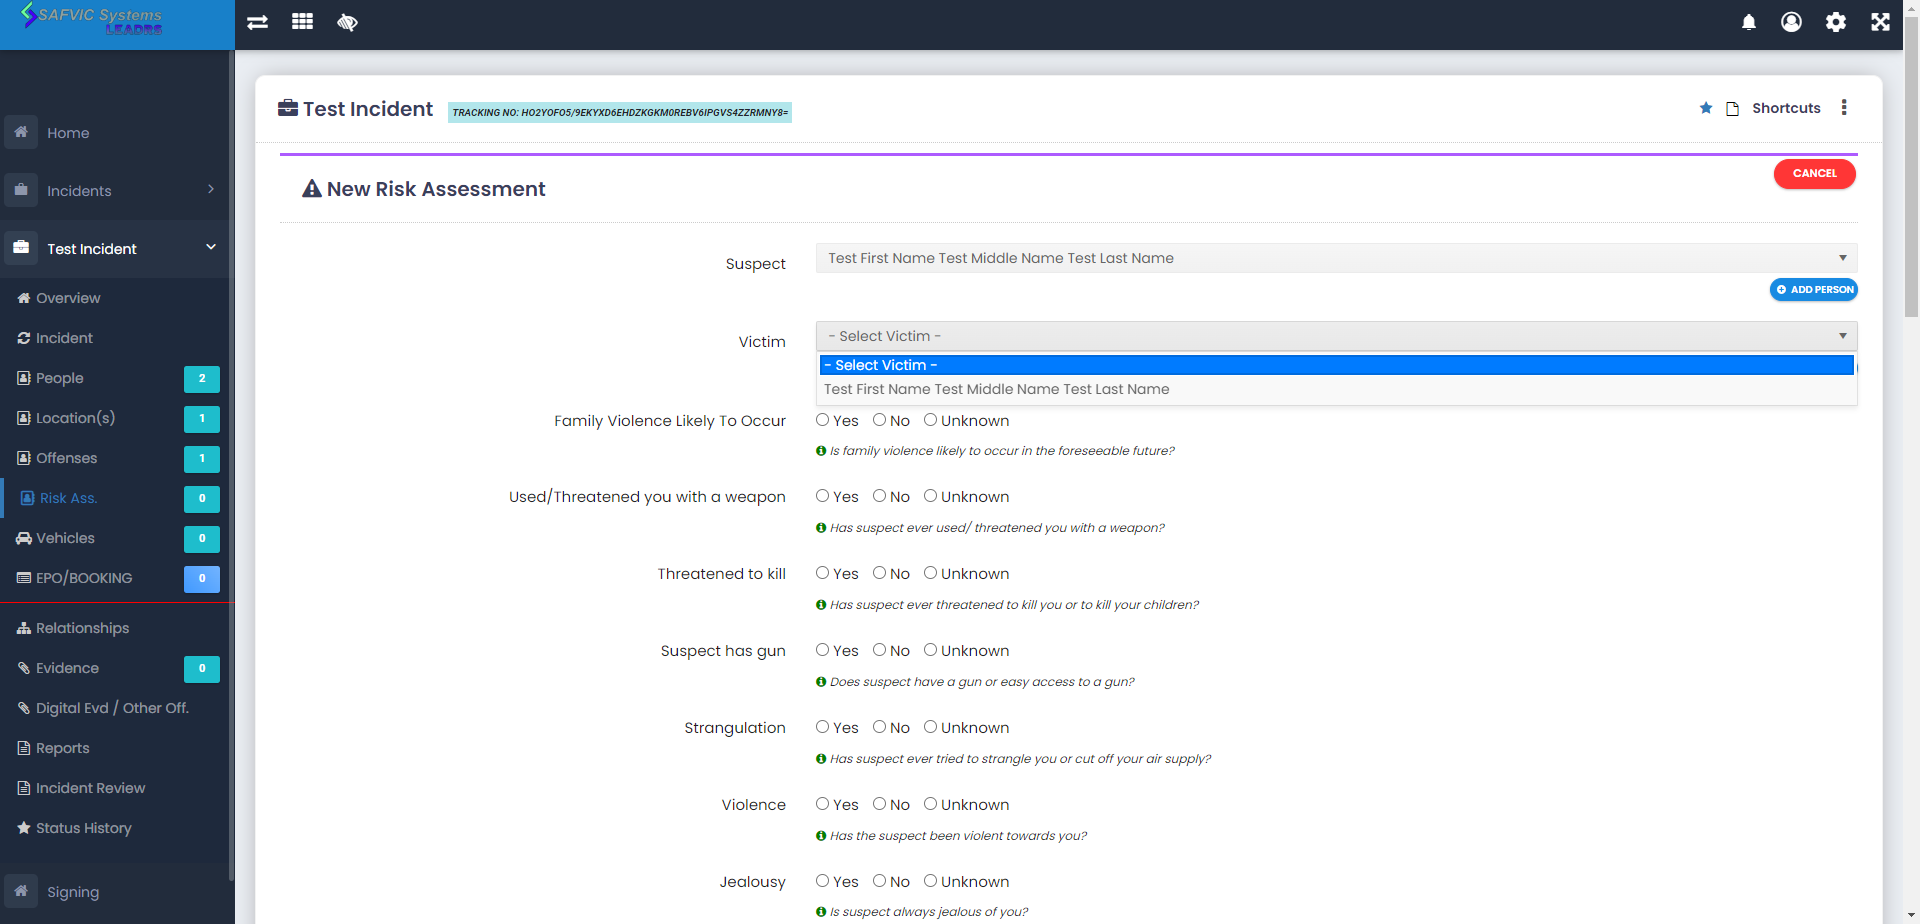 SAFVIC Systems
LEADRS
Home
Incidents
Test Incident
Overview
Incident
People 2
Location(s) 1
Offenses 1
Risk Ass. 0
Vehicles 0
EPO/BOOKING 0
Relationships
Evidence 0
Digital Evd / Other Off.
Reports
Incident Review
Status History
Signing
Test Incident TRACKING NO: HO2YOFO5/9EKYXD6EHDZKGKM0REBV6IPGVS4ZZRMNY8=
Shortcuts
New Risk Assessment
CANCEL
Suspect Test First Name Test Middle Name Test Last Name
ADD PERSON
Victim - Select Victim -
- Select Victim -
Test First Name Test Middle Name Test Last Name
Family Violence Likely To Occur Yes No Unknown
Is family violence likely to occur in the foreseeable future?
Used/Threatened you with a weapon Yes No Unknown
Has suspect ever used/ threatened you with a weapon?
Threatened to kill Yes No Unknown
Has suspect ever threatened to kill you or to kill your children?
Suspect has gun Yes No Unknown
Does suspect have a gun or easy access to a gun?
Strangulation Yes No Unknown
Has suspect ever tried to strangle you or cut off your air supply?
Violence Yes No Unknown
Has the suspect been violent towards you?
Jealousy Yes No Unknown
Is suspect always jealous of you?